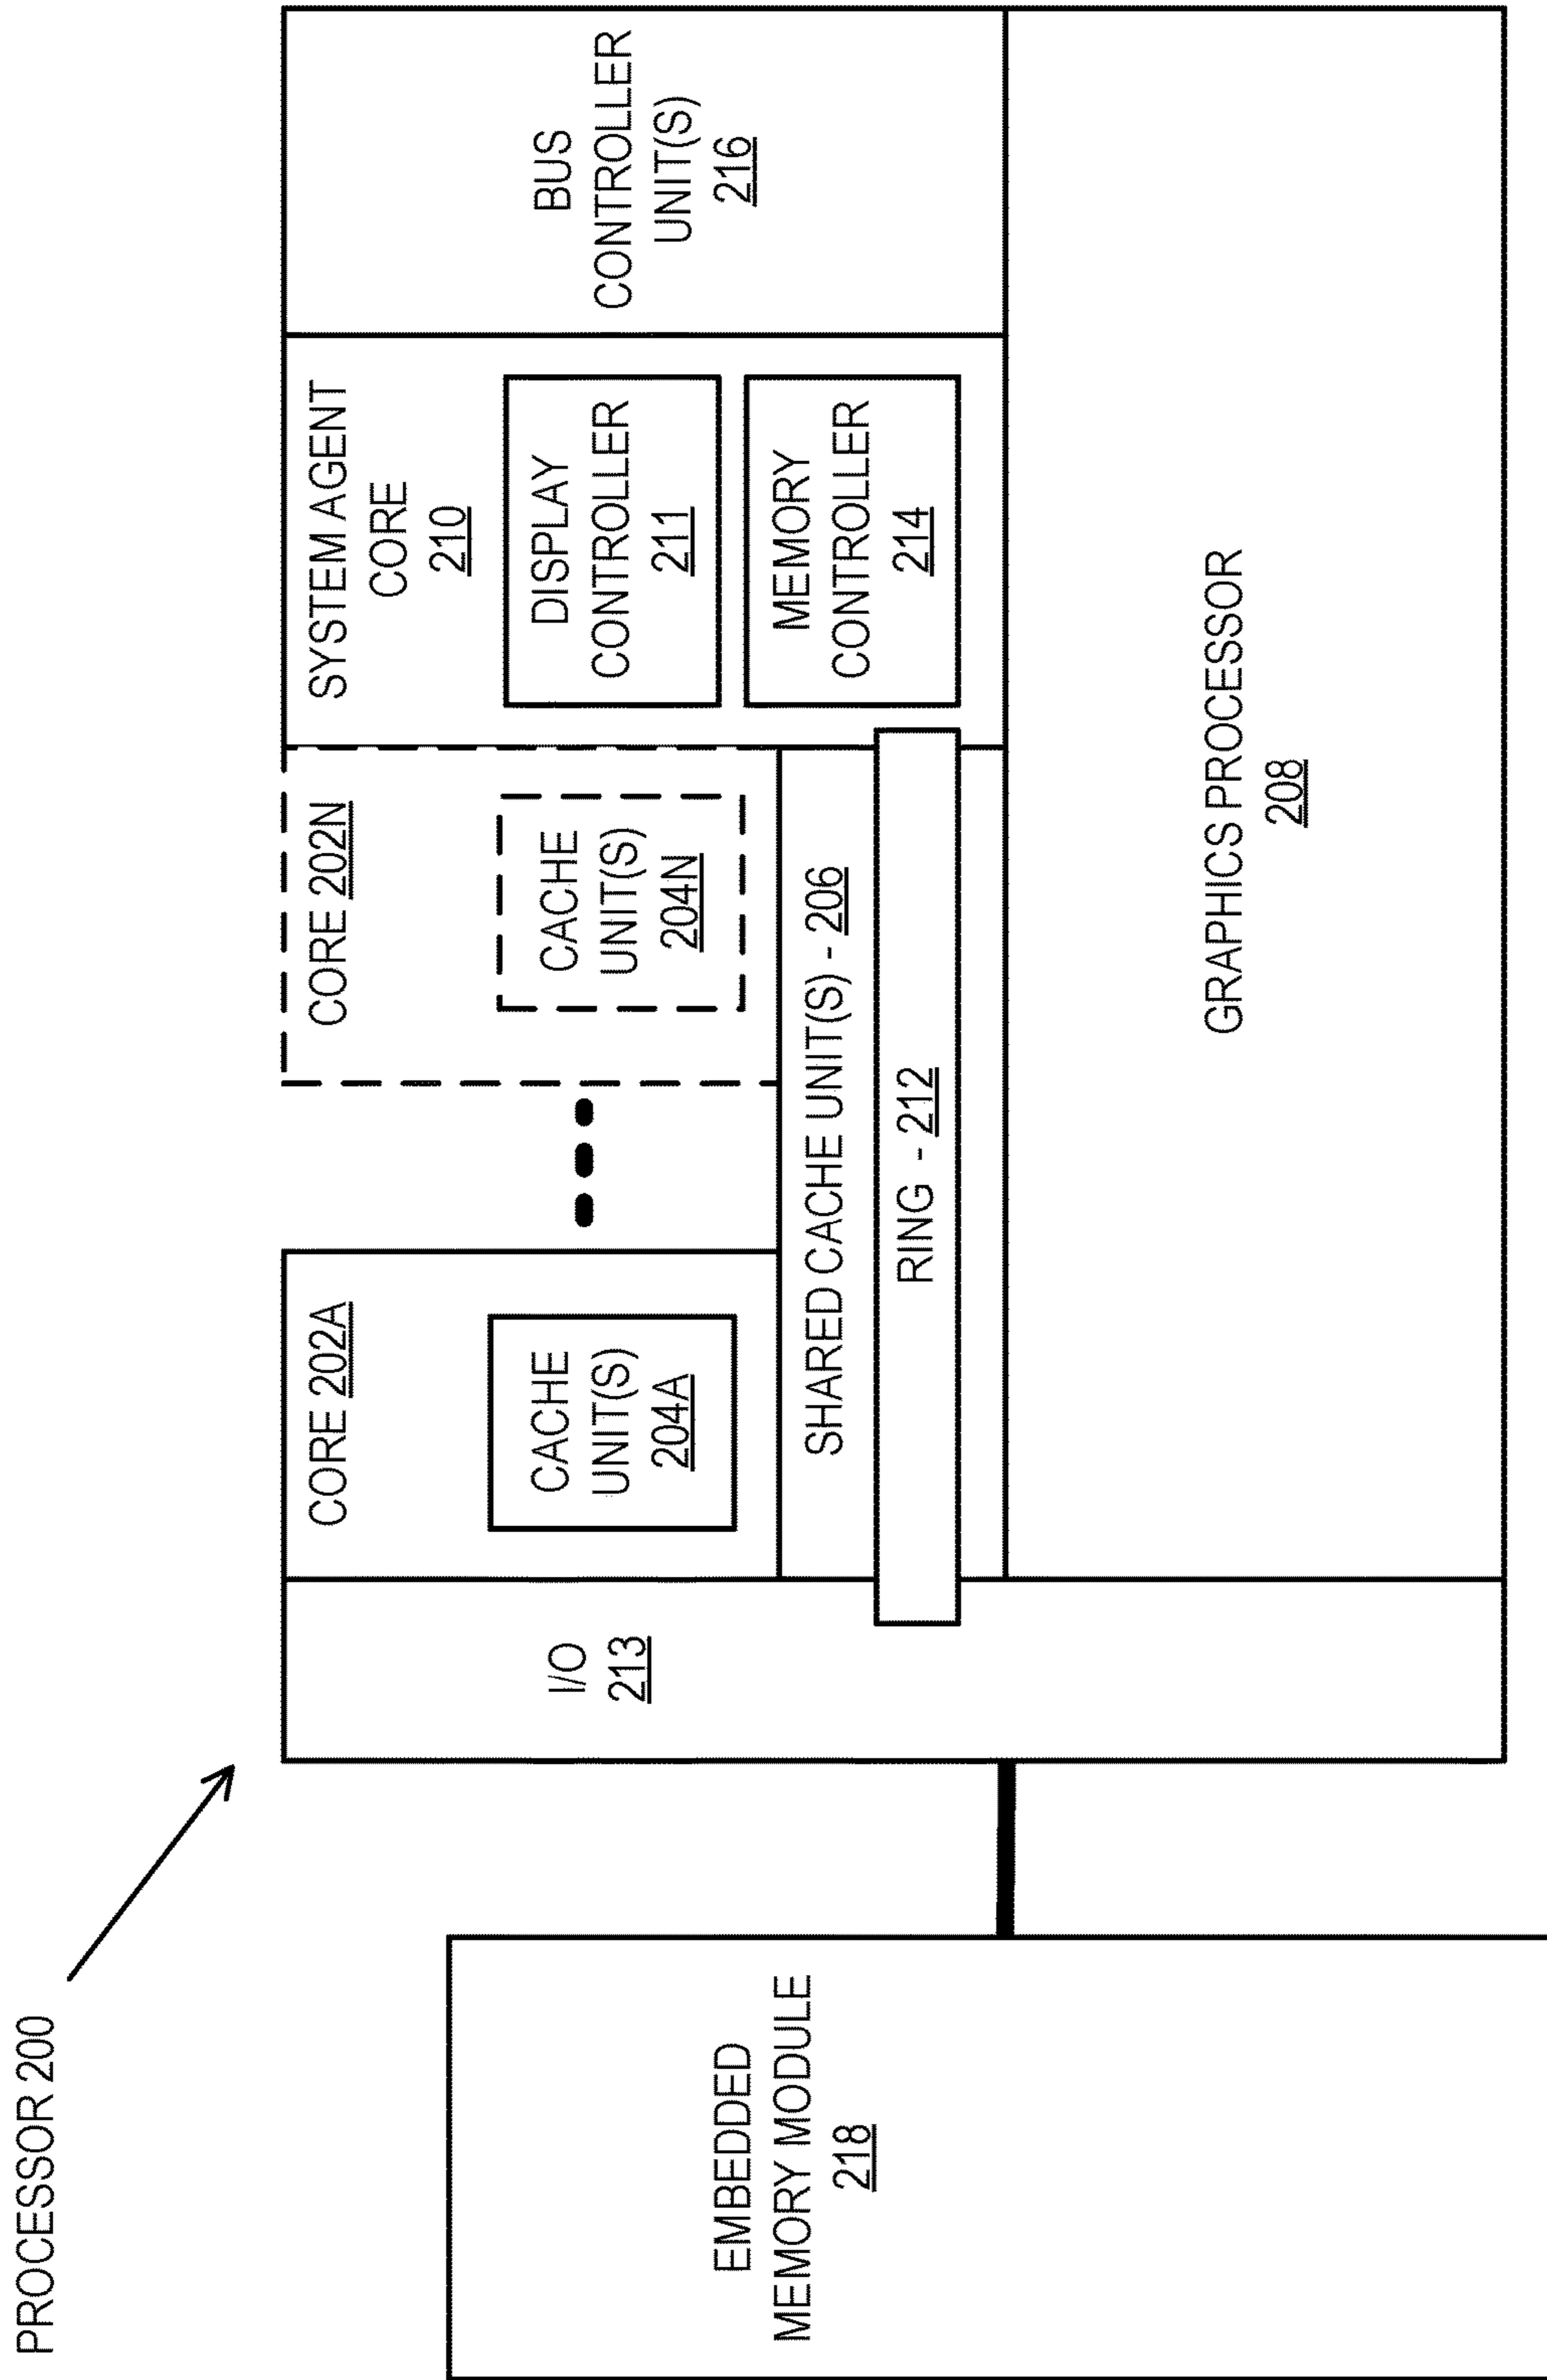 PROCESSOR 200
EMBEDDED
MEMORY MODULE
218
I/O
213
CORE 202A
CACHE
UNIT(S)
204A
CORE 202N
CACHE
UNIT(S)
204N
SHARED CACHE UNIT(S) - 206
RING - 212
SYSTEM AGENT
CORE
210
DISPLAY
CONTROLLER
211
MEMORY
CONTROLLER
214
BUS
CONTROLLER
UNIT(S)
216
GRAPHICS PROCESSOR
208